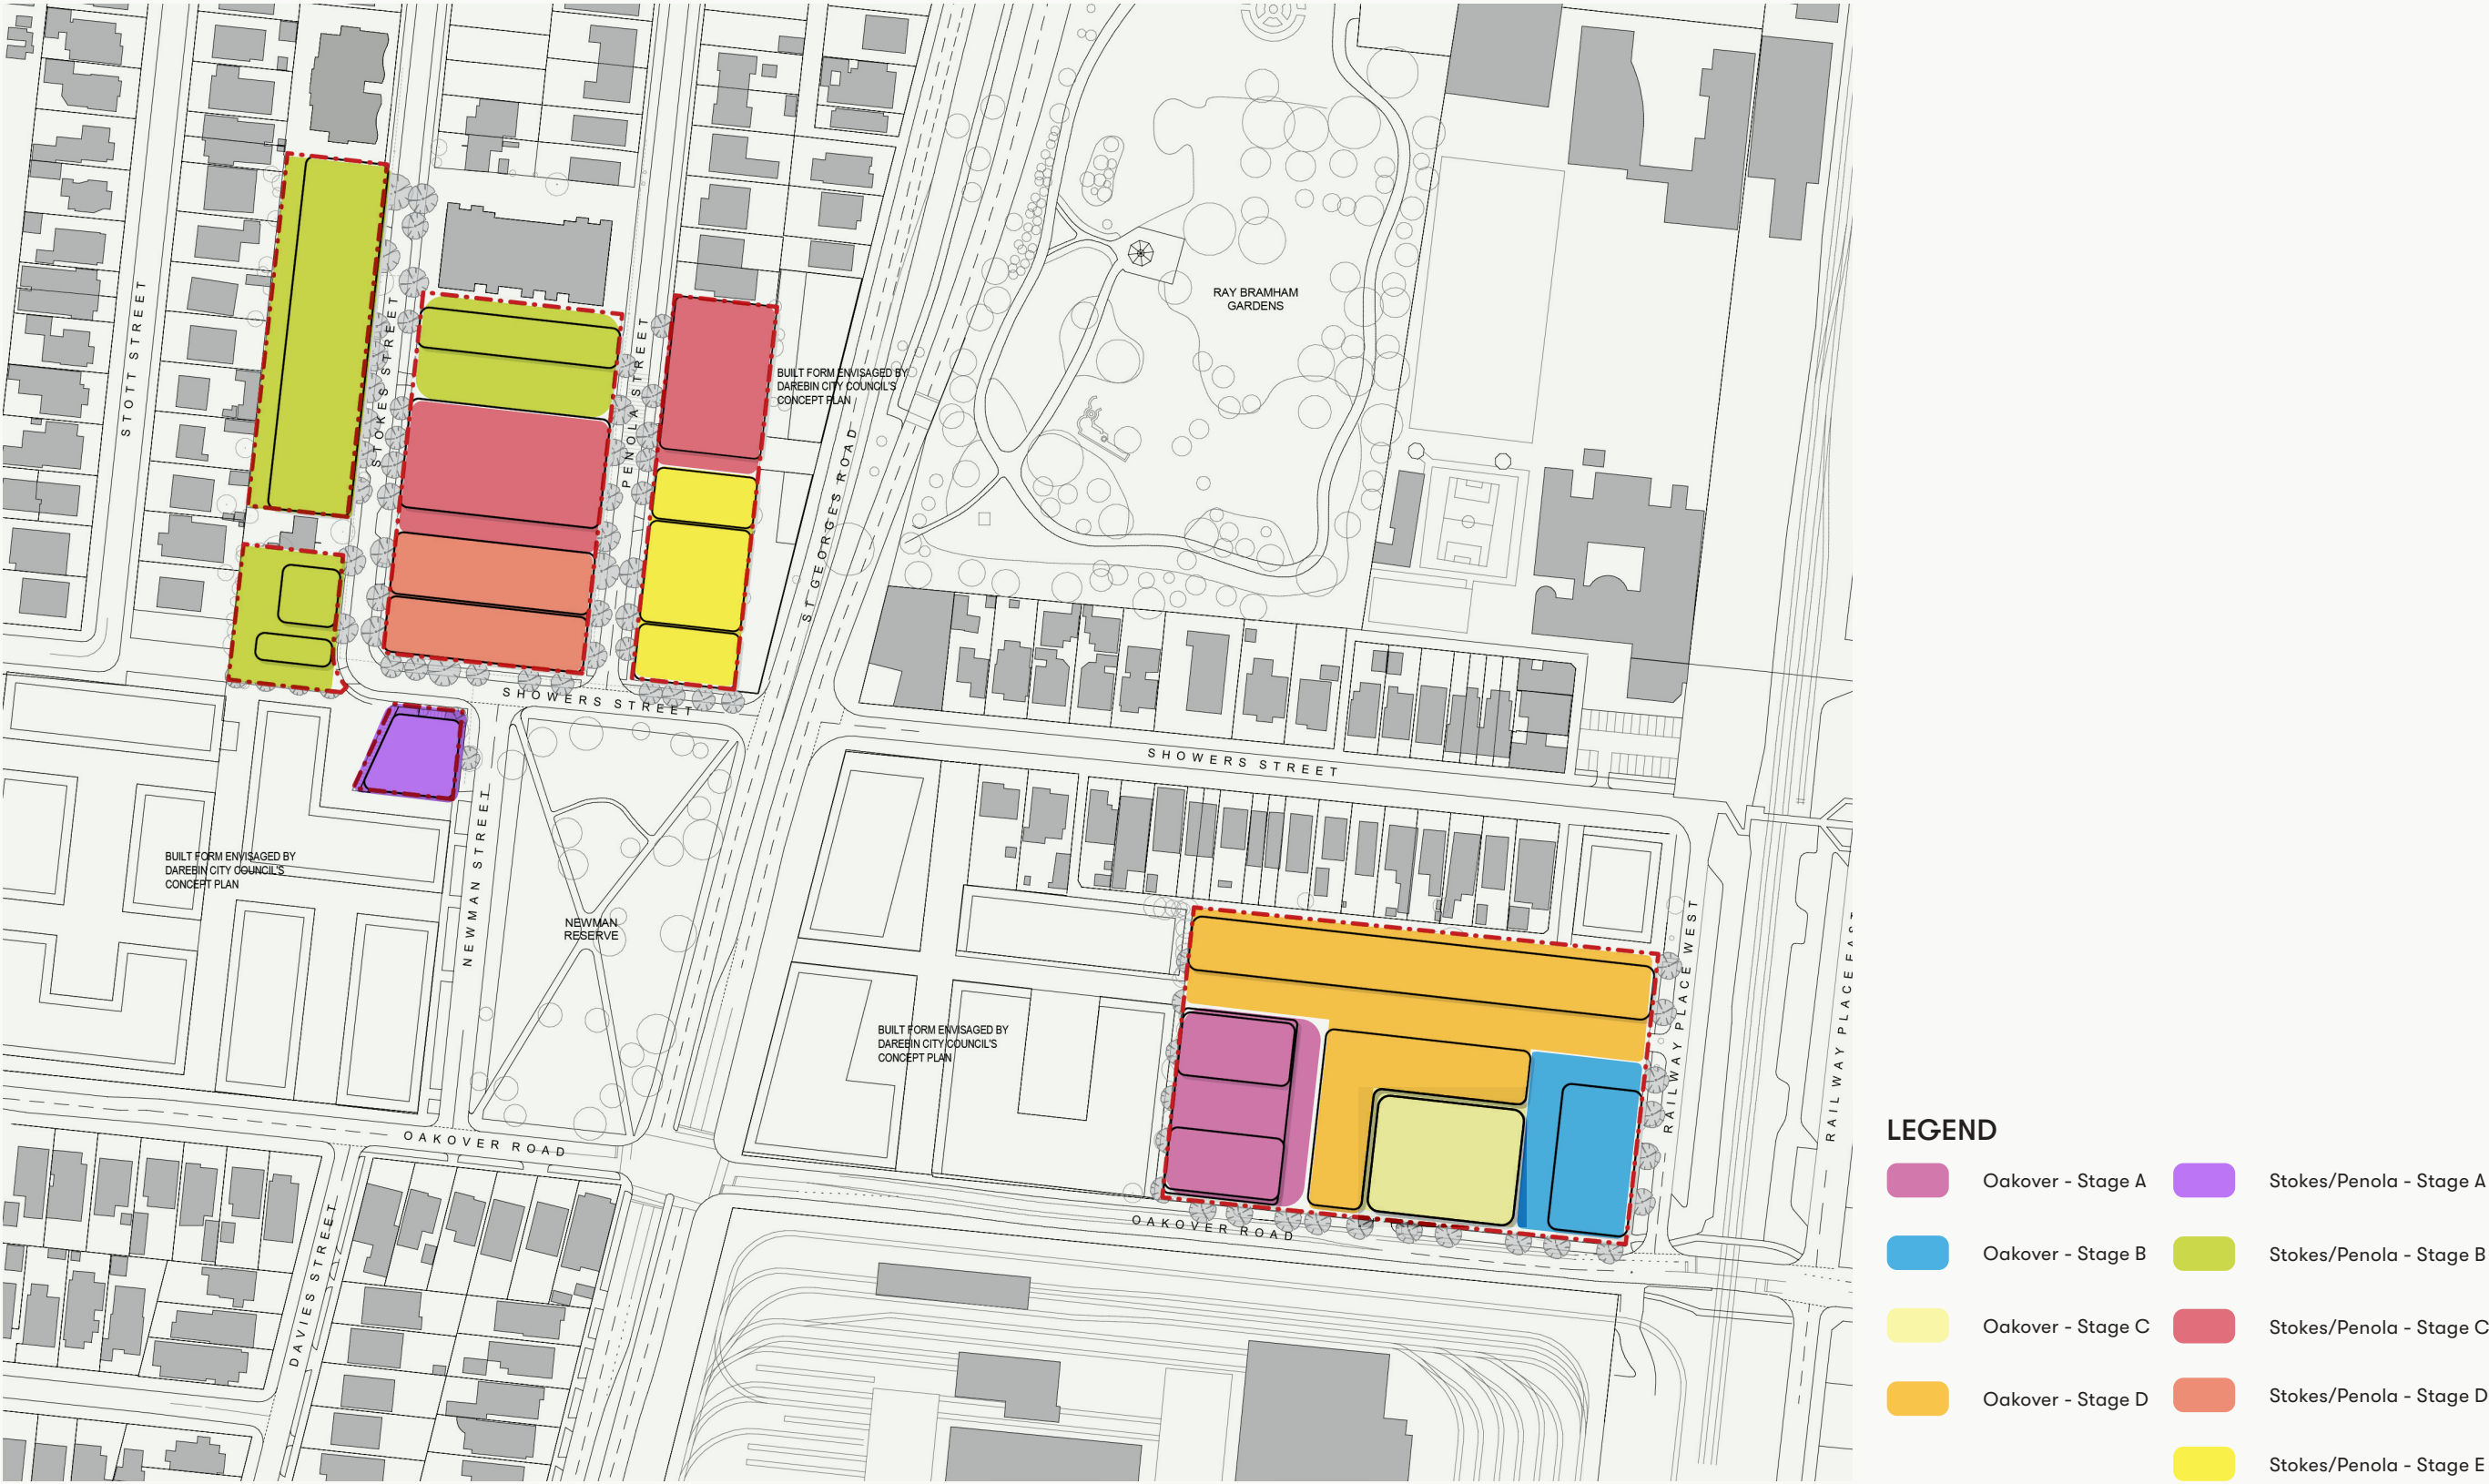 RAY BRAMHAM
GARDENS
STOTT STREET
STOKES STREET
PENOLA STREET
BUILT FORM ENVISAGED BY
DAREBIN CITY COUNCIL'S
CONCEPT PLAN
ST GEORGES ROAD
SHOWERS STREET
SHOWERS STREET
BUILT FORM ENVISAGED BY
DAREBIN CITY COUNCIL'S
CONCEPT PLAN
NEWMAN STREET
NEWMAN
RESERVE
BUILT FORM ENVISAGED BY
DAREBIN CITY COUNCIL'S
CONCEPT PLAN
RAILWAY PLACE WEST
RAILWAY PLACE EAST
OAKOVER ROAD
OAKOVER ROAD
DAVIES STREET
LEGEND
Oakover - Stage A
Oakover - Stage B
Oakover - Stage C
Oakover - Stage D
Stokes/Penola - Stage A
Stokes/Penola - Stage B
Stokes/Penola - Stage C
Stokes/Penola - Stage D
Stokes/Penola - Stage E